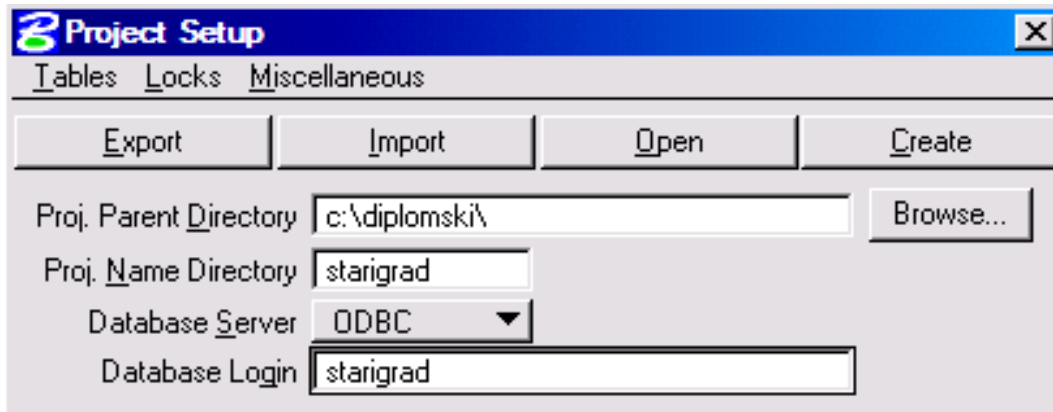 Project Setup
Tables Locks Miscellaneous
Export Import Open Create
Proj. Parent Directory c:\diplomski\ Browse...
Proj. Name Directory starigrad
Database Server ODBC
Database Login starigrad